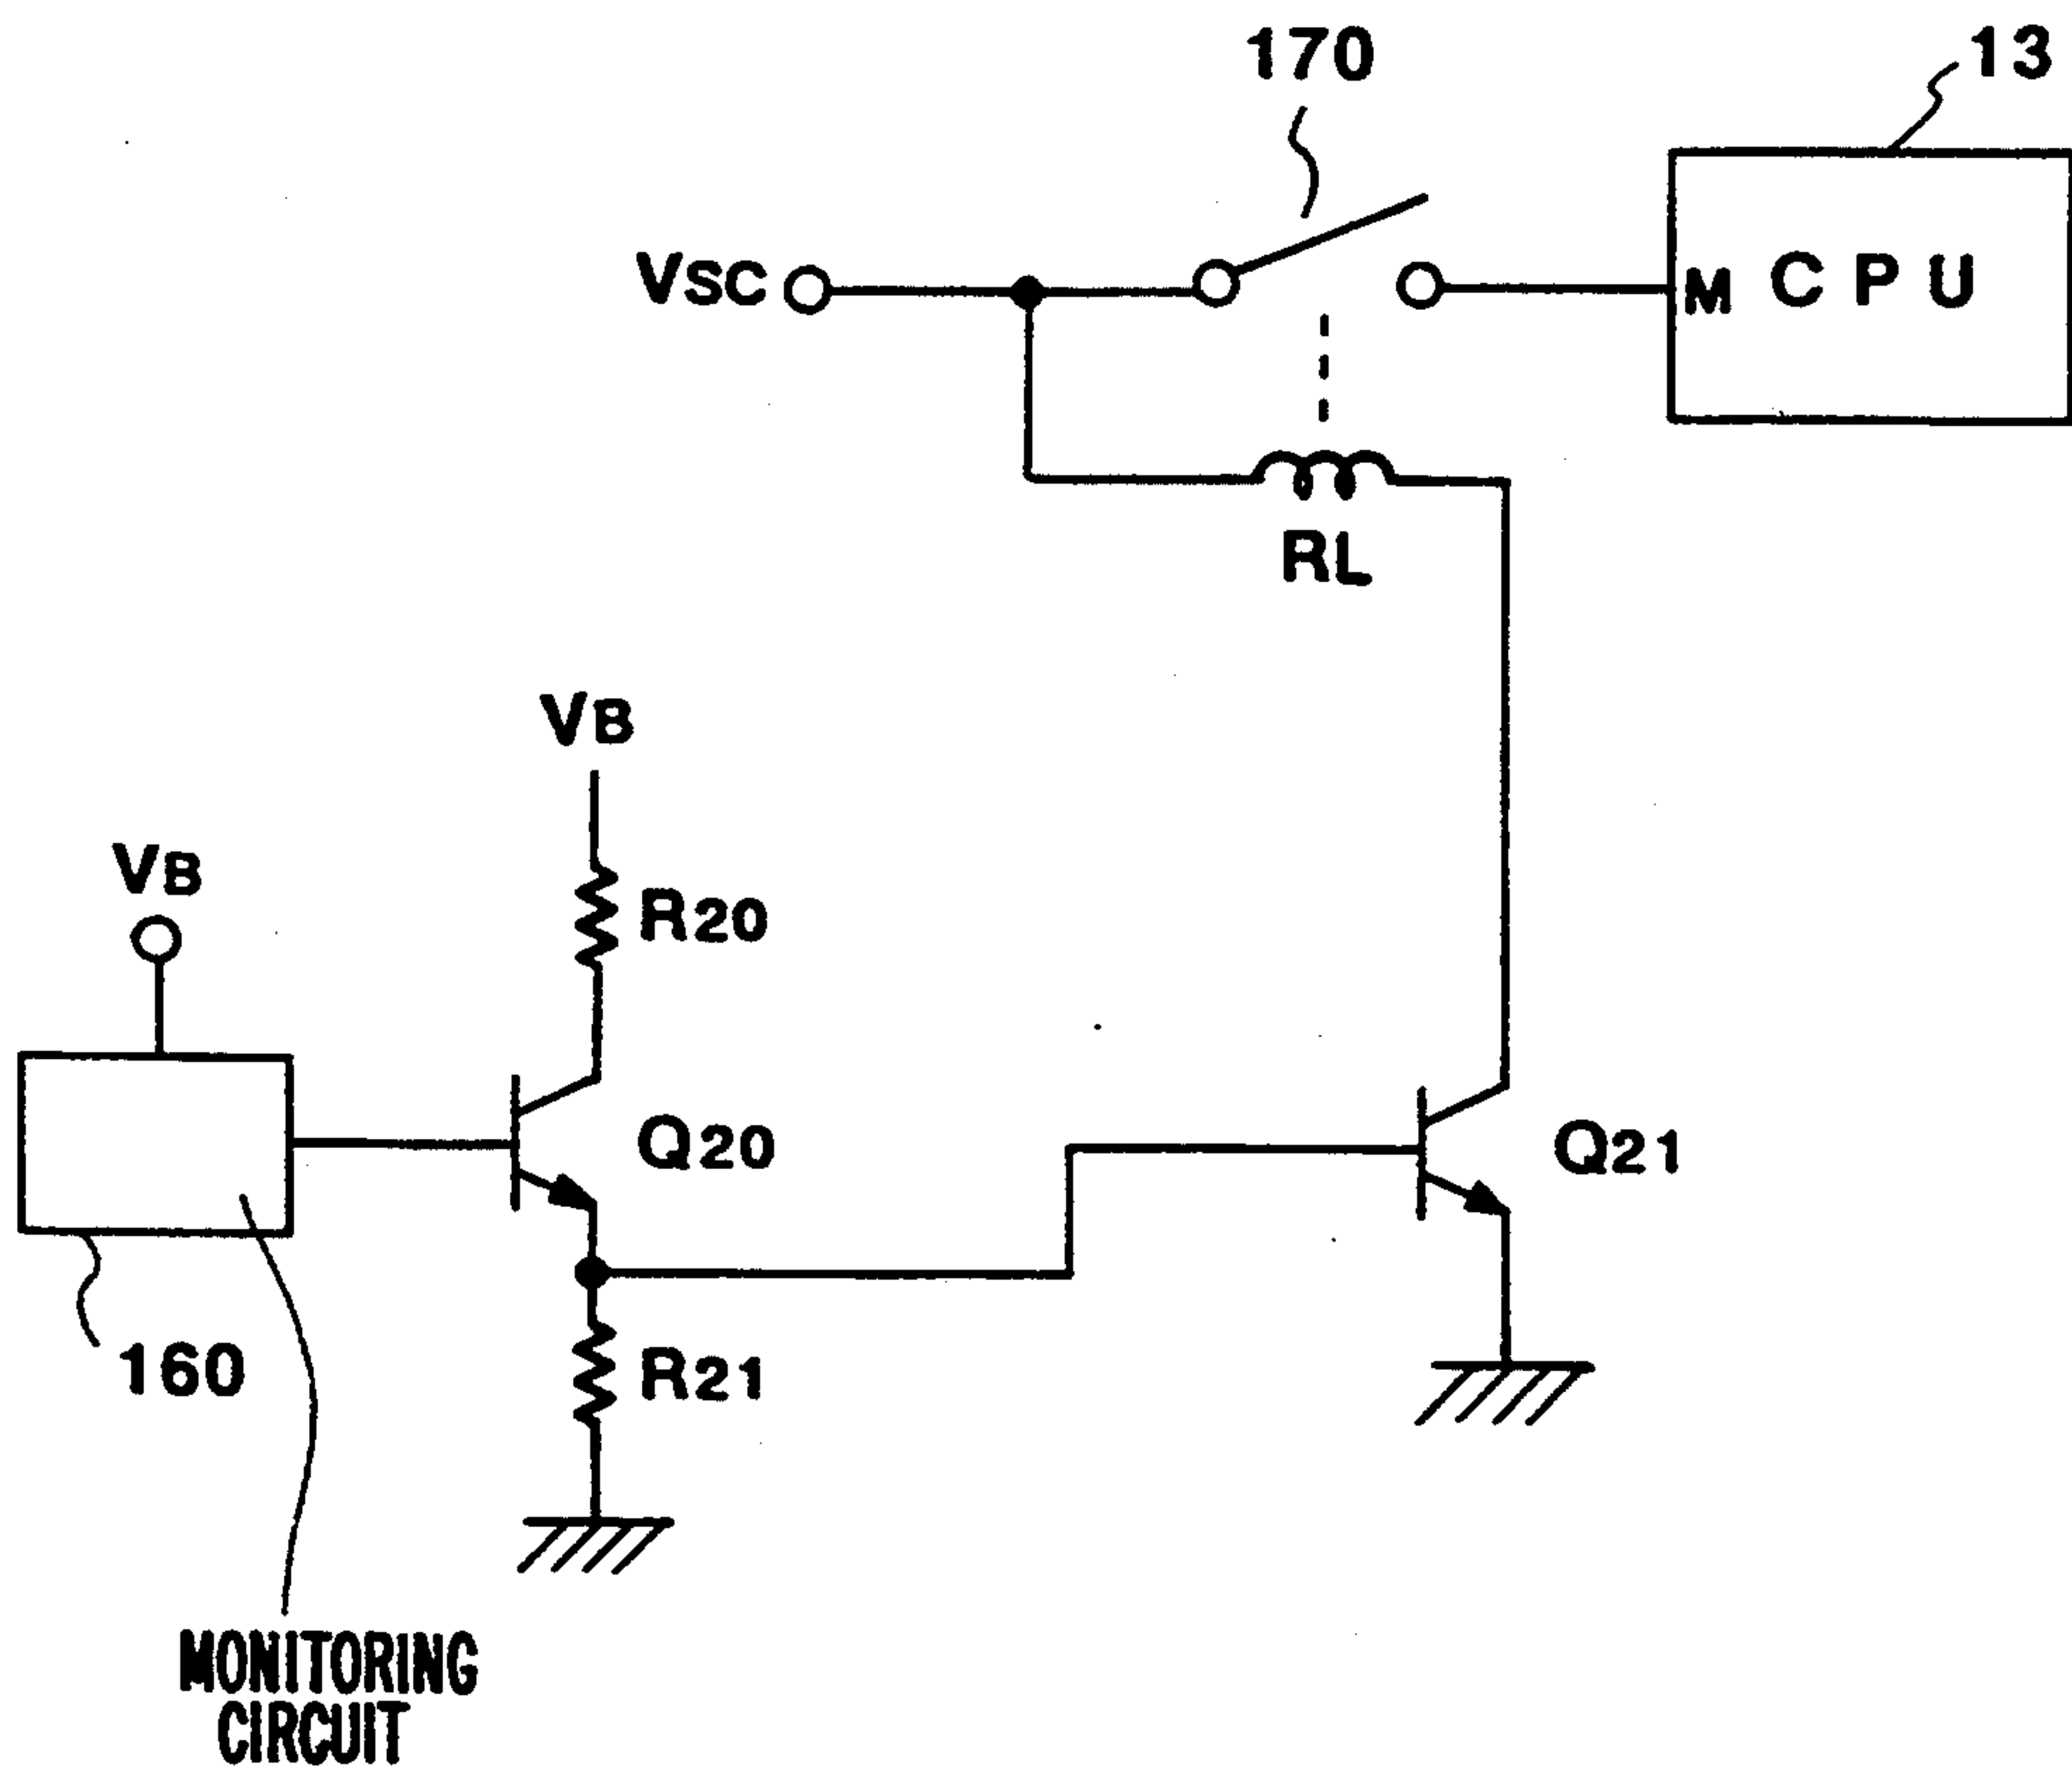 170
13
VSC
M CPU
RL
VB
VB
R20
Q20
Q21
160
R21
MONITORING
CIRCUIT